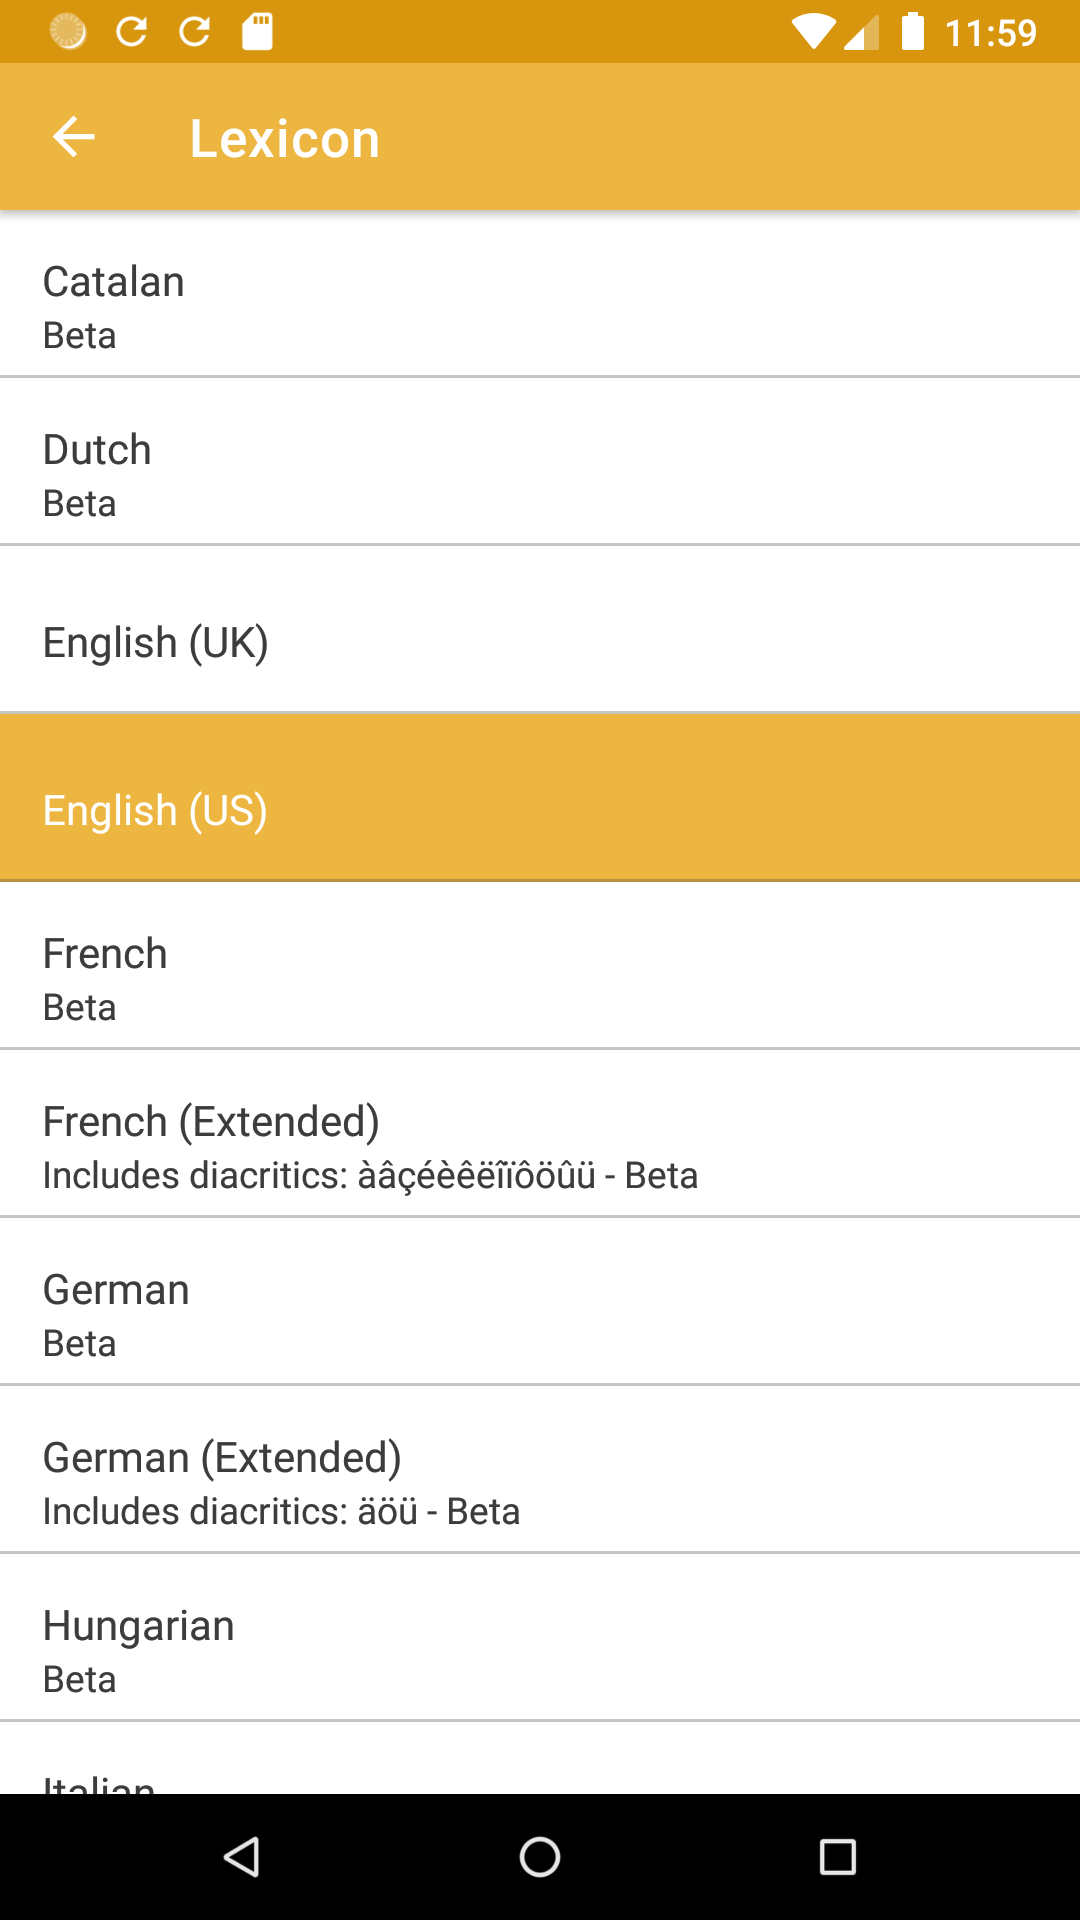 11:59
Lexicon
Catalan
Beta
Dutch
Beta
English (UK)
English (US)
French
Beta
French (Extended)
Includes diacritics: àâçéèêëîïôöûü - Beta
German
Beta
German (Extended)
Includes diacritics: äöü - Beta
Hungarian
Beta
Italian